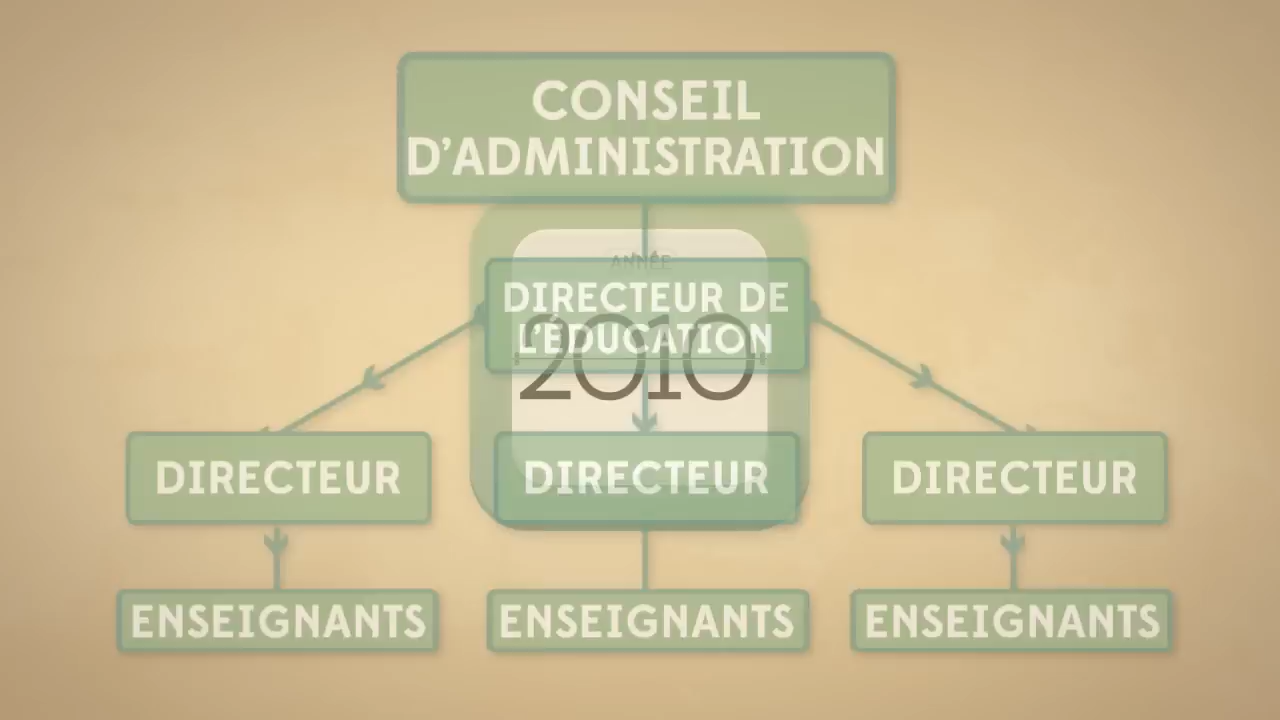 CONSEIL
D'ADMINISTRATION
ANNÉE
DIRECTEUR DE
L'ÉDUCATION
2010
DIRECTEUR
DIRECTEUR
DIRECTEUR
ENSEIGNANTS
ENSEIGNANTS
ENSEIGNANTS